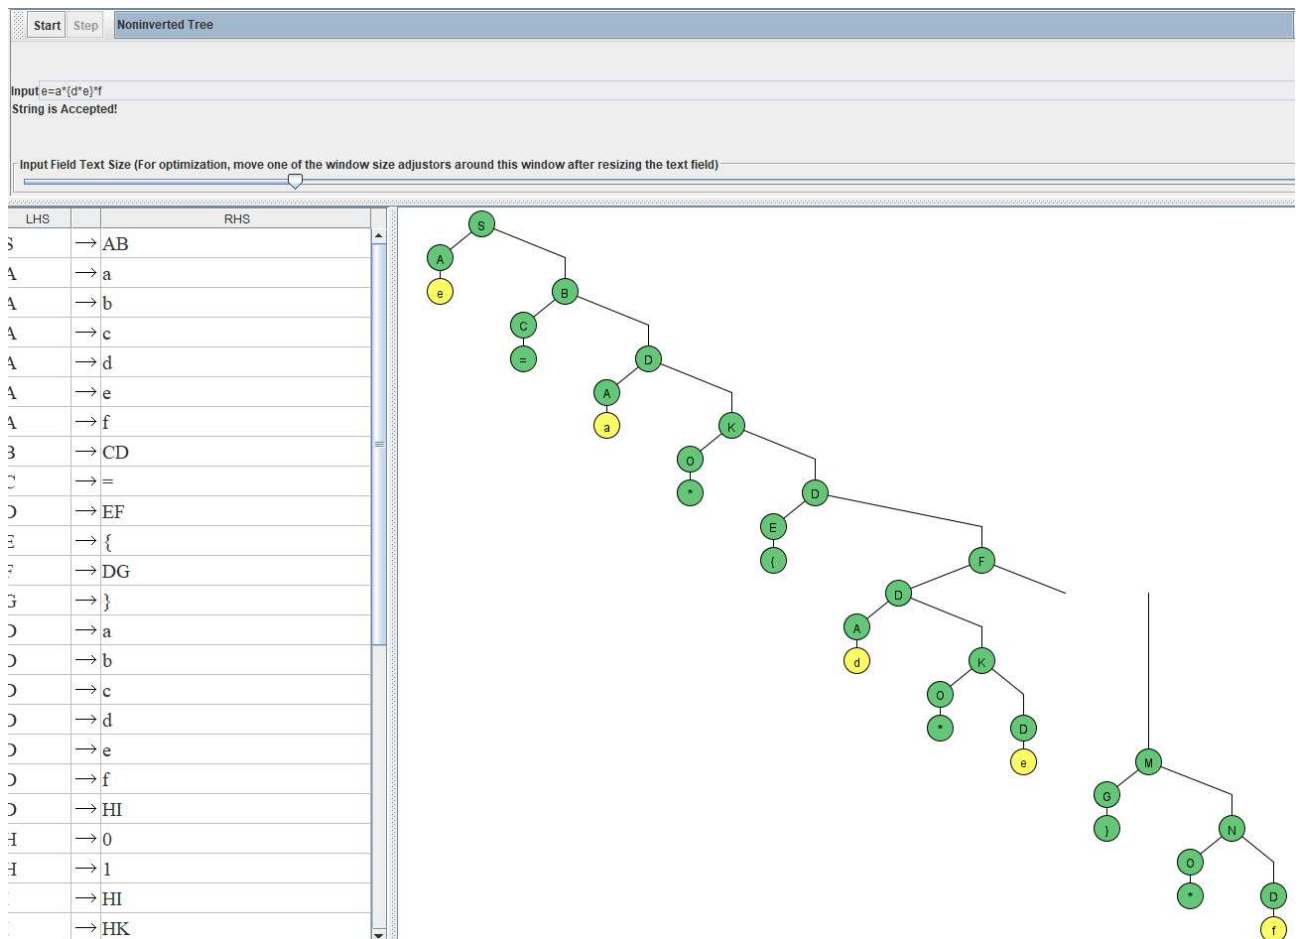 Start Step Noninverted Tree
Input e=a*{d*e}*f
String is Accepted!
Input Field Text Size (For optimization, move one of the window size adjustors around this window after resizing the text field)
LHS RHS
S → AB
A → a
A → b
A → c
A → d
A → e
A → f
B → CD
C → =
D → EF
E → {
F → DG
G → }
D → a
D → b
D → c
D → d
D → e
D → f
D → HI
H → 0
H → 1
→ HI
→ HK
S
A
e B
C
= D
A
a K
O
* D
E
{ F
D
A
d K
O
* D
e M
G
} N
O
* D
f